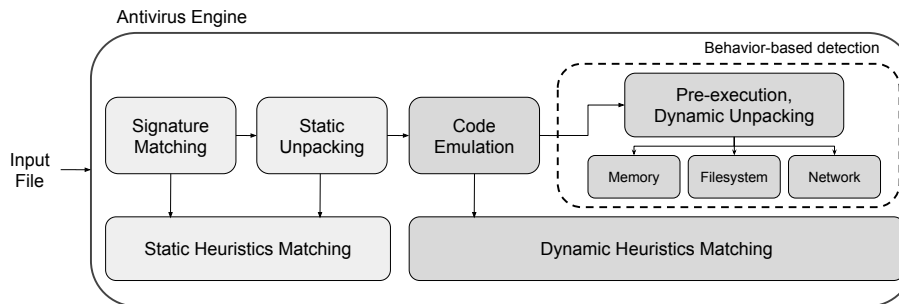 Antivirus Engine
Behavior-based detection
Pre-execution,
Dynamic Unpacking
Signature
Matching
Static
Unpacking
Code
Emulation
Input
File
Memory
Filesystem
Network
Static Heuristics Matching
Dynamic Heuristics Matching